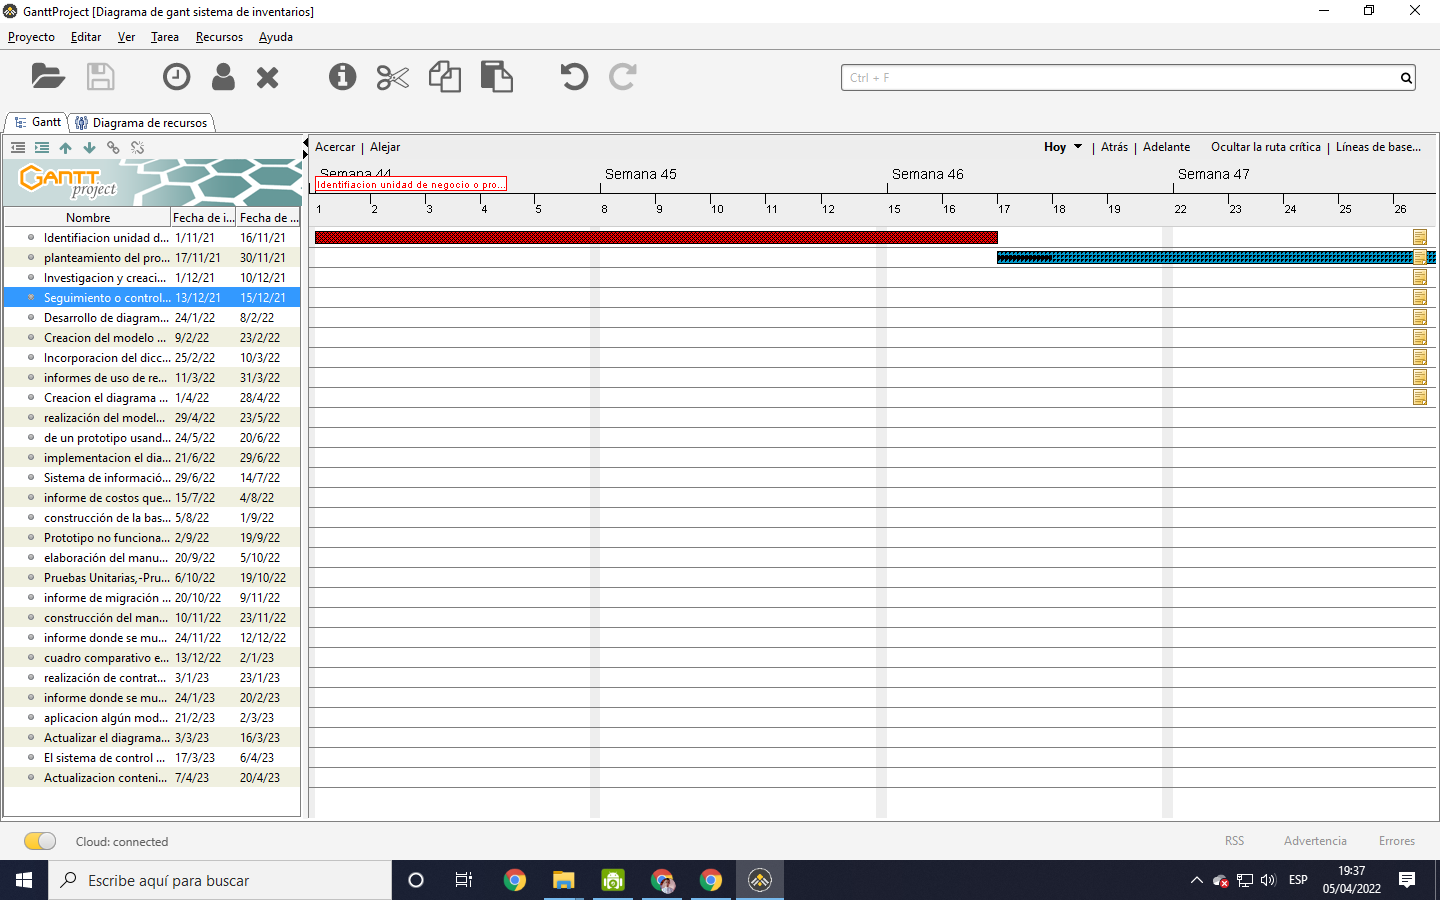 GanttProject [Diagrama de gant sistema de inventarios]
Proyecto Editar Ver Tarea Recursos Ayuda
Ctrl + F
Gantt Diagrama de recursos
Acercar | Alejar Hoy | Atrás | Adelante Ocultar la ruta crítica | Líneas de base...
GANTT project
Semana 44 Semana 45 Semana 46 Semana 47
Identifiacion unidad de negocio o pro...
1 2 3 4 5 8 9 10 11 12 15 16 17 18 19 22 23 24 25 26
Nombre Fecha de i... Fecha de ...
Identifiacion unidad d... 1/11/21 16/11/21
planteamiento del pro... 17/11/21 30/11/21
Investigacion y creaci... 1/12/21 10/12/21
Seguimiento o control... 13/12/21 15/12/21
Desarrollo de diagram... 24/1/22 8/2/22
Creacion del modelo ... 9/2/22 23/2/22
Incorporacion del dicc... 25/2/22 10/3/22
informes de uso de re... 11/3/22 31/3/22
Creacion el diagrama ... 1/4/22 28/4/22
realización del model... 29/4/22 23/5/22
de un prototipo usand... 24/5/22 20/6/22
implementacion el dia... 21/6/22 29/6/22
Sistema de informació... 29/6/22 14/7/22
informe de costos que... 15/7/22 4/8/22
construcción de la bas... 5/8/22 1/9/22
Prototipo no funciona... 2/9/22 19/9/22
elaboración del manu... 20/9/22 5/10/22
Pruebas Unitarias,-Pru... 6/10/22 19/10/22
informe de migración ... 20/10/22 9/11/22
construcción del man... 10/11/22 23/11/22
informe donde se mu... 24/11/22 12/12/22
cuadro comparativo e... 13/12/22 2/1/23
realización de contrat... 3/1/23 23/1/23
informe donde se mu... 24/1/23 20/2/23
aplicacion algún mod... 21/2/23 2/3/23
Actualizar el diagrama... 3/3/23 16/3/23
El sistema de control ... 17/3/23 6/4/23
Actualizacion conteni... 7/4/23 20/4/23
Cloud: connected RSS Advertencia Errores
Escribe aquí para buscar ESP 19:37
05/04/2022